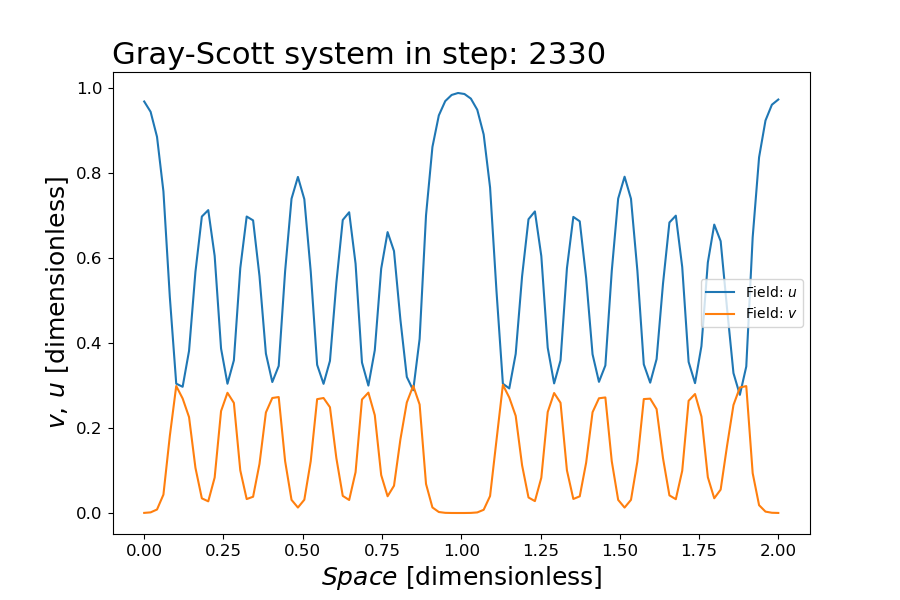 Gray-Scott system in step: 2330
v, u [dimensionless]
1.0
0.8
0.6
0.4
0.2
0.0
Field: u
Field: v
0.00 0.25 0.50 0.75 1.00 1.25 1.50 1.75 2.00
Space [dimensionless]